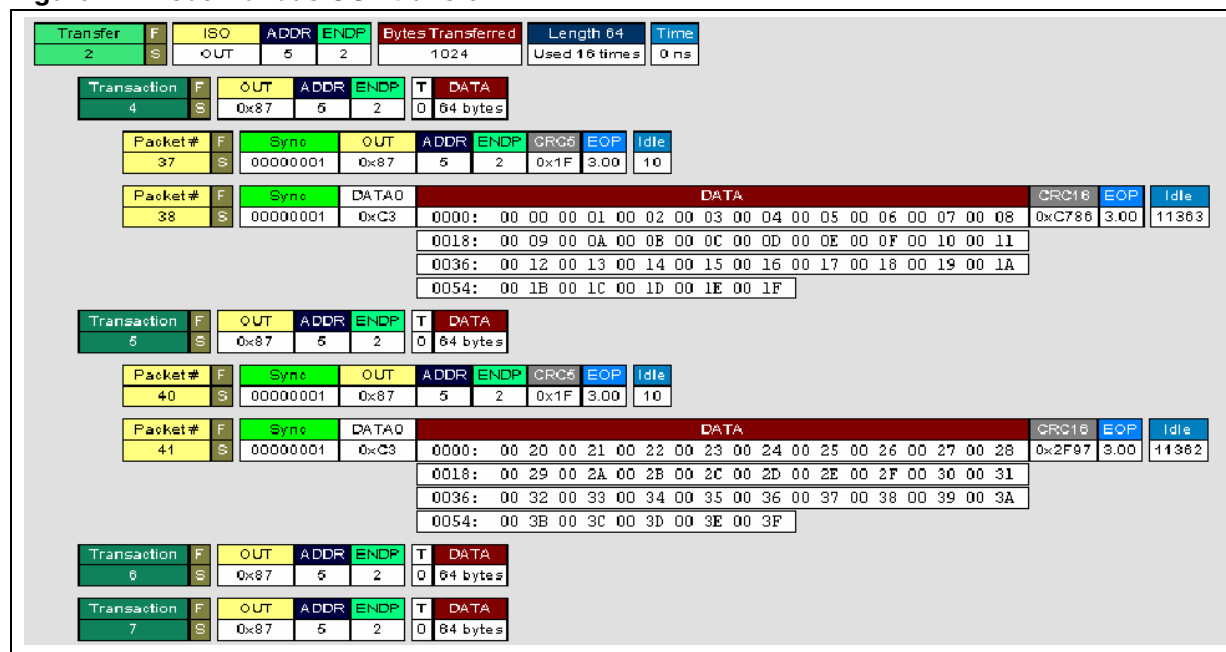 Transfer F ISO ADDR ENDP Bytes Transferred Length 64 Time
2 S OUT 5 2 1024 Used 16 times 0 ns
Transaction F OUT ADDR ENDP T DATA
4 S 0x87 5 2 0 64 bytes
Packet# F Sync OUT ADDR ENDP CRC5 EOP Idle
37 S 00000001 0x87 5 2 0x1F 3.00 10
Packet# F Sync DATA0 DATA CRC16 EOP Idle
38 S 00000001 0xC3 0000: 00 00 00 01 00 02 00 03 00 04 00 05 00 06 00 07 00 08 0xC786 3.00 11363
0018: 00 09 00 0A 00 0B 00 0C 00 0D 00 0E 00 0F 00 10 00 11
0036: 00 12 00 13 00 14 00 15 00 16 00 17 00 18 00 19 00 1A
0054: 00 1B 00 1C 00 1D 00 1E 00 1F
Transaction F OUT ADDR ENDP T DATA
5 S 0x87 5 2 0 64 bytes
Packet# F Sync OUT ADDR ENDP CRC5 EOP Idle
40 S 00000001 0x87 5 2 0x1F 3.00 10
Packet# F Sync DATA0 DATA CRC16 EOP Idle
41 S 00000001 0xC3 0000: 00 20 00 21 00 22 00 23 00 24 00 25 00 26 00 27 00 28 0x2F97 3.00 11362
0018: 00 29 00 2A 00 2B 00 2C 00 2D 00 2E 00 2F 00 30 00 31
0036: 00 32 00 33 00 34 00 35 00 36 00 37 00 38 00 39 00 3A
0054: 00 3B 00 3C 00 3D 00 3E 00 3F
Transaction F OUT ADDR ENDP T DATA
6 S 0x87 5 2 0 64 bytes
Transaction F OUT ADDR ENDP T DATA
7 S 0x87 5 2 0 64 bytes